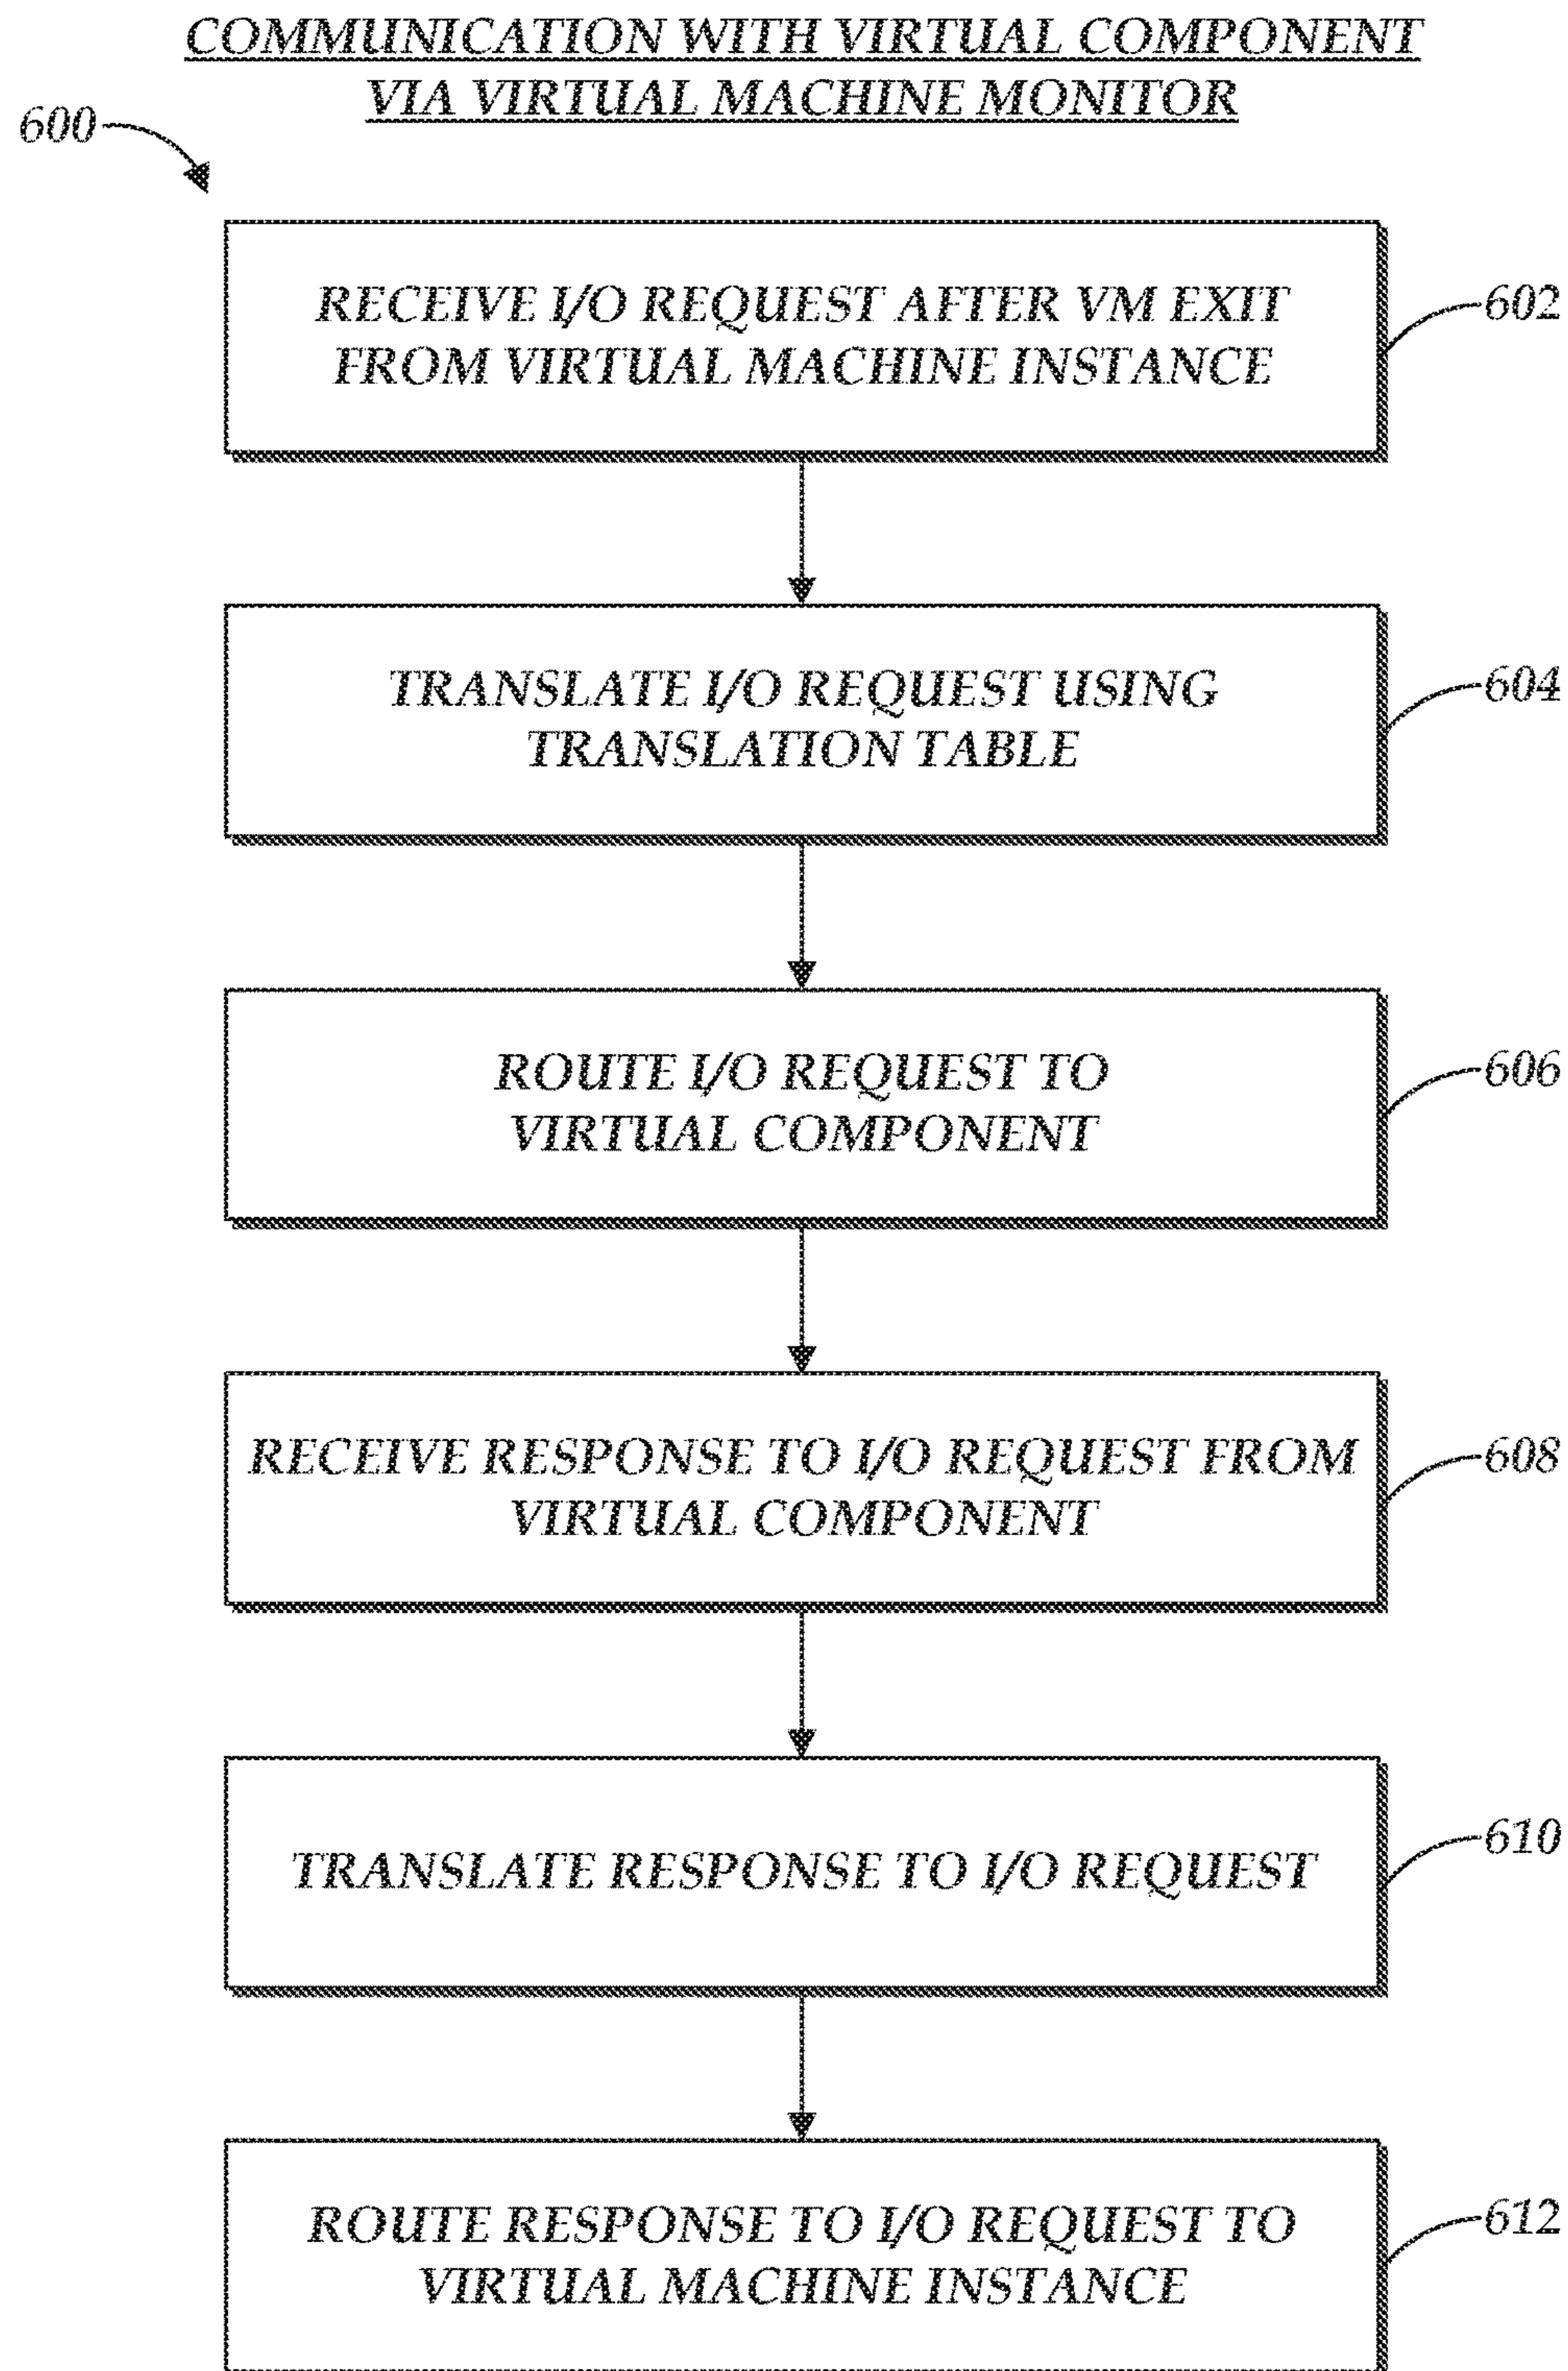 COMMUNICATION WITH VIRTUAL COMPONENT
VIA VIRTUAL MACHINE MONITOR
600
RECEIVE I/O REQUEST AFTER VM EXIT
FROM VIRTUAL MACHINE INSTANCE
602
TRANSLATE I/O REQUEST USING
TRANSLATION TABLE
604
ROUTE I/O REQUEST TO
VIRTUAL COMPONENT
606
RECEIVE RESPONSE TO I/O REQUEST FROM
VIRTUAL COMPONENT
608
TRANSLATE RESPONSE TO I/O REQUEST
610
ROUTE RESPONSE TO I/O REQUEST TO
VIRTUAL MACHINE INSTANCE
612